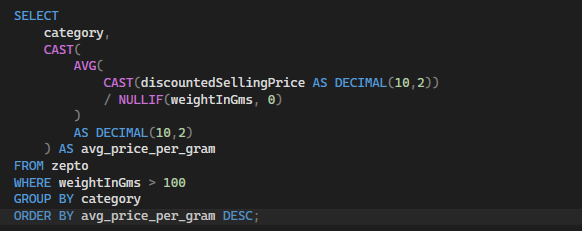 SELECT
    category,
    CAST(
        AVG(
            CAST(discountedSellingPrice AS DECIMAL(10,2))
            / NULLIF(weightInGms, 0)
        )
        AS DECIMAL(10,2)
    ) AS avg_price_per_gram
FROM zepto
WHERE weightInGms > 100
GROUP BY category
ORDER BY avg_price_per_gram DESC;